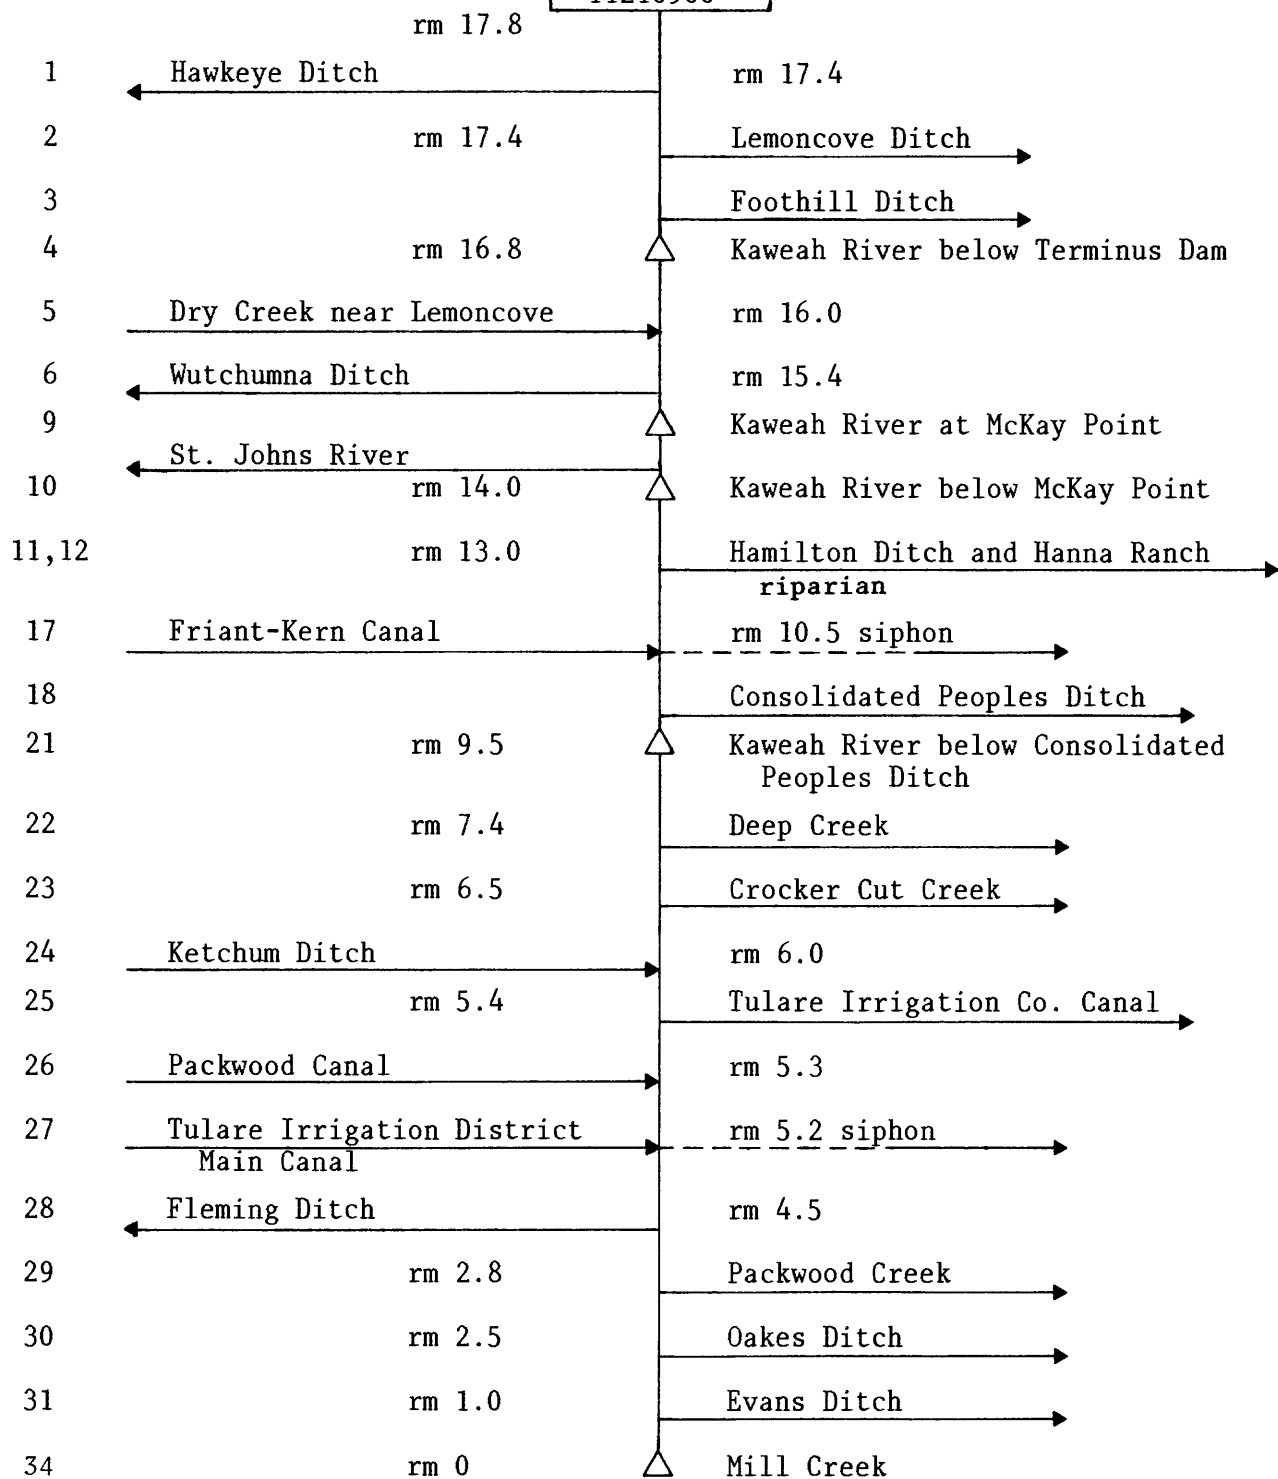 rm 17.8
1 Hawkeye Ditch rm 17.4
2 rm 17.4 Lemoncove Ditch
3 Foothill Ditch
4 rm 16.8 Kaweah River below Terminus Dam
5 Dry Creek near Lemoncove rm 16.0
6 Wutchumna Ditch rm 15.4
9 Kaweah River at McKay Point
St. Johns River
10 rm 14.0 Kaweah River below McKay Point
11,12 rm 13.0 Hamilton Ditch and Hanna Ranch
riparian
17 Friant-Kern Canal rm 10.5 siphon
18 Consolidated Peoples Ditch
21 rm 9.5 Kaweah River below Consolidated
Peoples Ditch
22 rm 7.4 Deep Creek
23 rm 6.5 Crocker Cut Creek
24 Ketchum Ditch rm 6.0
25 rm 5.4 Tulare Irrigation Co. Canal
26 Packwood Canal rm 5.3
27 Tulare Irrigation District rm 5.2 siphon
Main Canal
28 Fleming Ditch rm 4.5
29 rm 2.8 Packwood Creek
30 rm 2.5 Oakes Ditch
31 rm 1.0 Evans Ditch
34 rm 0 Mill Creek